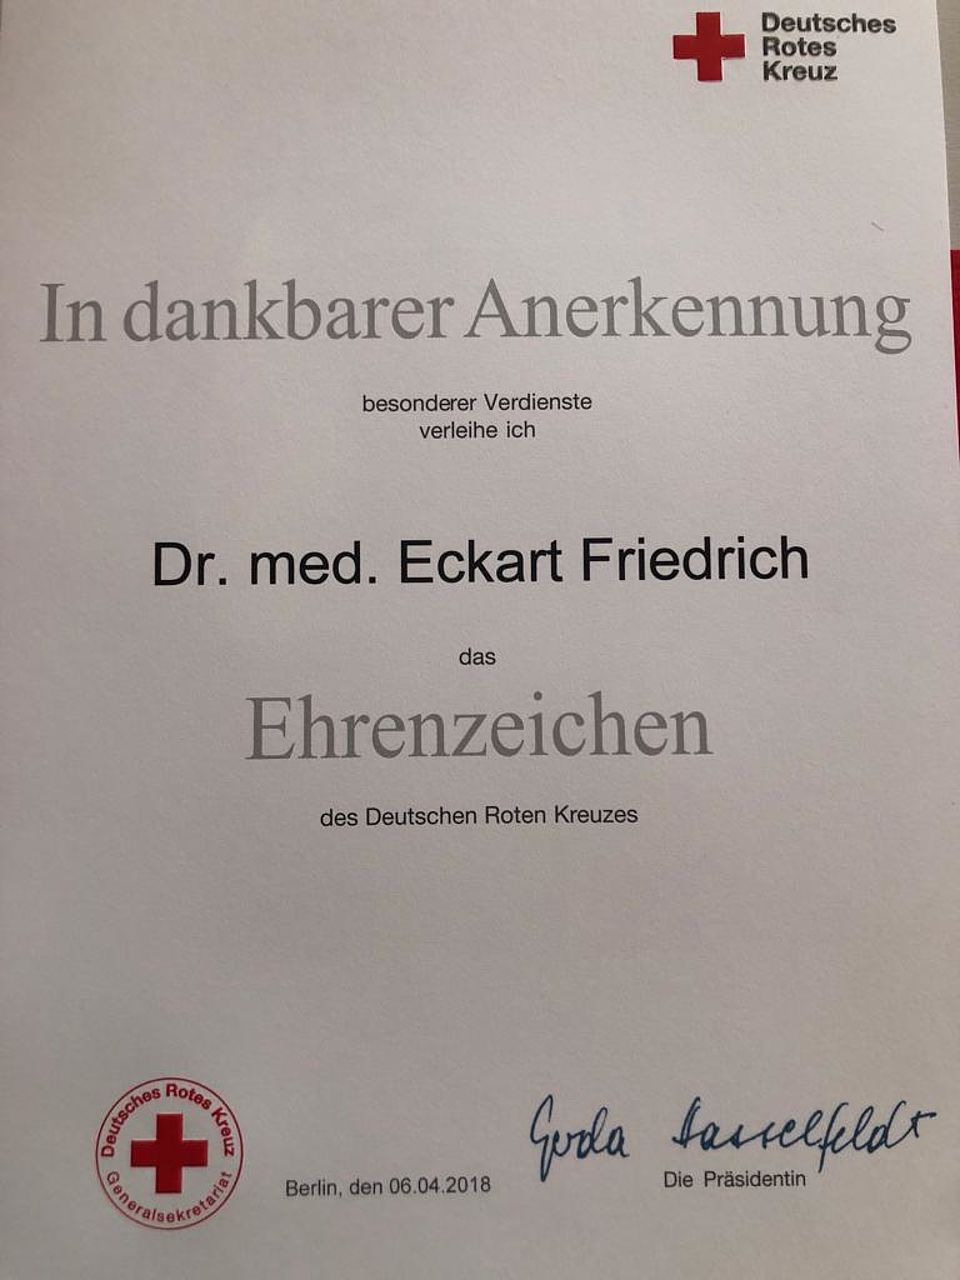 Deutsches
Rotes
Kreuz
In dankbarer Anerkennung
besonderer Verdienste
verleihe ich
Dr. med. Eckart Friedrich
das
Ehrenzeichen
des Deutschen Roten Kreuzes
Deutsches Rotes Kreuz
Generalsekretariat
Berlin, den 06.04.2018
Gerda Hasselfeldt
Die Präsidentin